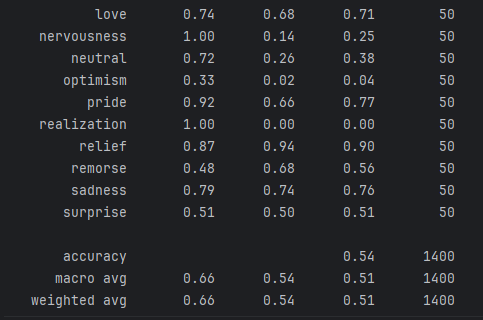 love 0.74 0.68 0.71 50
nervousness 1.00 0.14 0.25 50
neutral 0.72 0.26 0.38 50
optimism 0.33 0.02 0.04 50
pride 0.92 0.66 0.77 50
realization 1.00 0.00 0.00 50
relief 0.87 0.94 0.90 50
remorse 0.48 0.68 0.56 50
sadness 0.79 0.74 0.76 50
surprise 0.51 0.50 0.51 50
accuracy 0.54 1400
macro avg 0.66 0.54 0.51 1400
weighted avg 0.66 0.54 0.51 1400